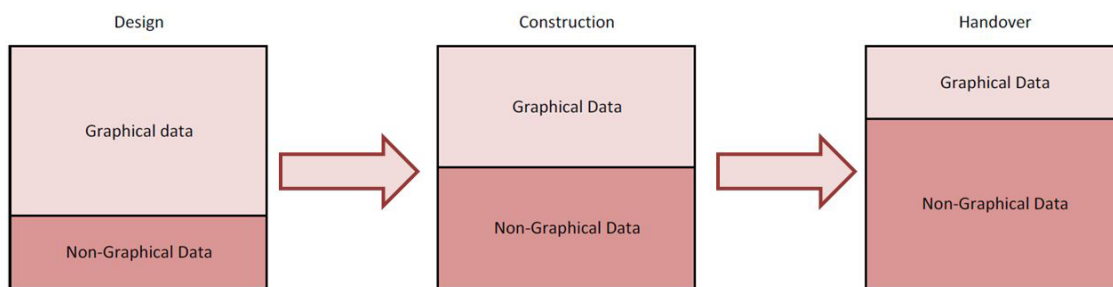 Design
Construction
Handover
Graphical data
Non-Graphical Data
Graphical Data
Non-Graphical Data
Graphical Data
Non-Graphical Data